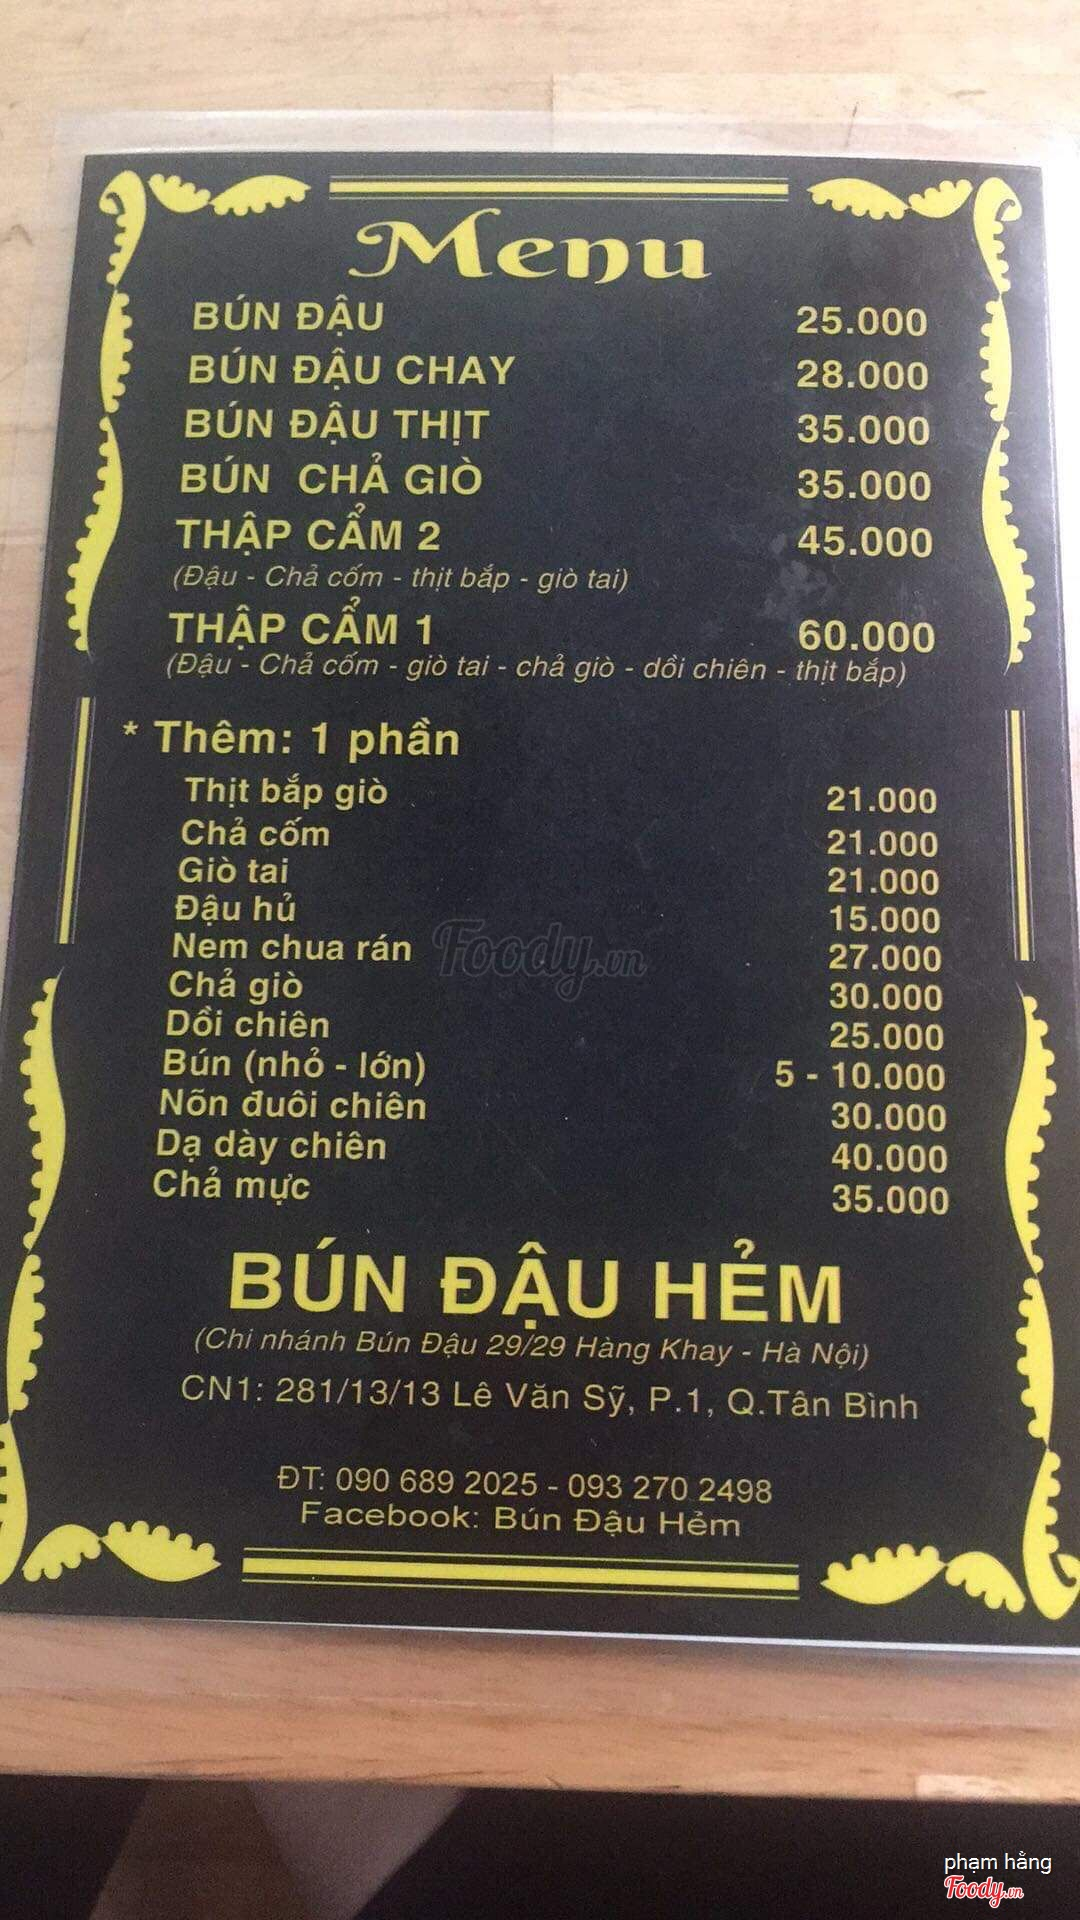 Menu
BÚN ĐẬU 25.000
BÚN ĐẬU CHAY 28.000
BÚN ĐẬU THỊT 35.000
BÚN CHẢ GIÒ 35.000
THẬP CẨM 2 45.000
(Đậu - Chả cốm - thịt bắp - giò tai)
THẬP CẨM 1 60.000
(Đậu - Chả cốm - giò tai - chả giò - dồi chiên - thịt bắp)
* Thêm: 1 phần
Thịt bắp giò 21.000
Chả cốm 21.000
Giò tai 21.000
Đậu hủ 15.000
Nem chua rán 27.000
Chả giò 30.000
Dồi chiên 25.000
Bún (nhỏ - lớn) 5 - 10.000
Nõn đuôi chiên 30.000
Dạ dày chiên 40.000
Chả mực 35.000
Foody.vn
BÚN ĐẬU HẺM
(Chi nhánh Bún Đậu 29/29 Hàng Khay - Hà Nội)
CN1: 281/13/13 Lê Văn Sỹ, P.1, Q.Tân Bình
ĐT: 090 689 2025 - 093 270 2498
Facebook: Bún Đậu Hẻm
phạm hằng
Foody.vn